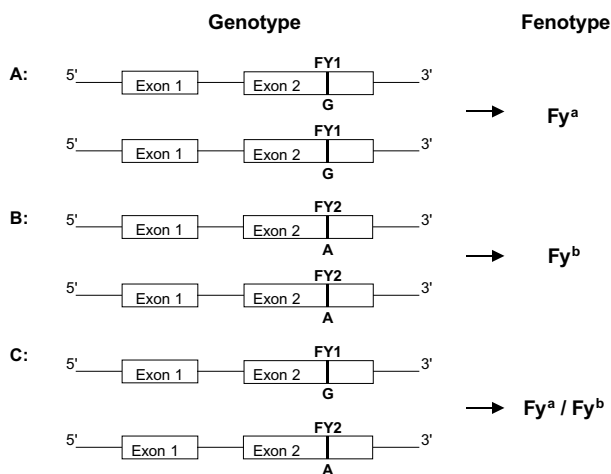 Genotype Fenotype
FY1
A: 5' Exon 1 Exon 2 3'
G
Fyᵃ
FY1
5' Exon 1 Exon 2 3'
G
FY2
B: 5' Exon 1 Exon 2 3'
A
Fyᵇ
FY2
5' Exon 1 Exon 2 3'
A
FY1
C: 5' Exon 1 Exon 2 3'
G
Fyᵃ / Fyᵇ
FY2
5' Exon 1 Exon 2 3'
A